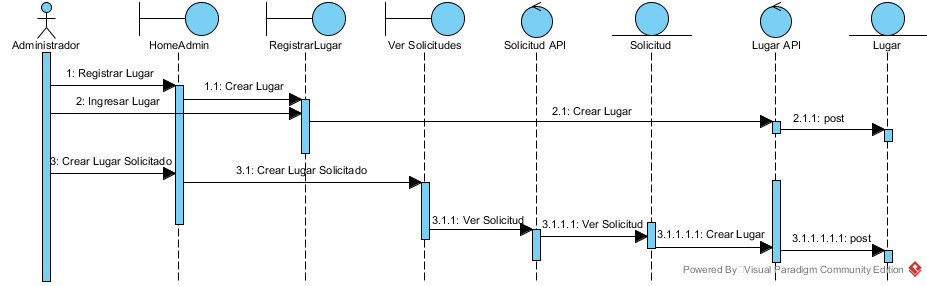 Administrador
HomeAdmin
RegistrarLugar
Ver Solicitudes
Solicitud API
Solicitud
Lugar API
Lugar
1: Registrar Lugar
1.1: Crear Lugar
2: Ingresar Lugar
2.1: Crear Lugar
2.1.1: post
3: Crear Lugar Solicitado
3.1: Crear Lugar Solicitado
3.1.1: Ver Solicitud
3.1.1.1: Ver Solicitud
3.1.1.1.1: Crear Lugar
3.1.1.1.1.1: post
Powered By Visual Paradigm Community Edition